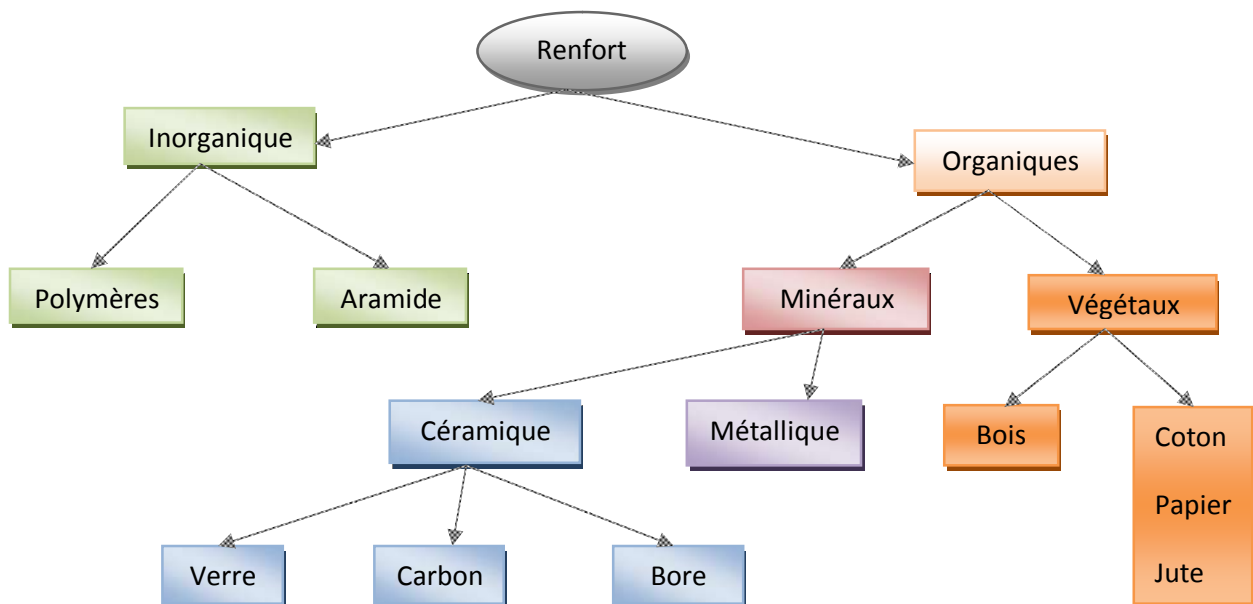 Renfort
Inorganique
Organiques
Polymères
Aramide
Minéraux
Végétaux
Céramique
Métallique
Bois
Coton
Papier
Jute
Verre
Carbon
Bore